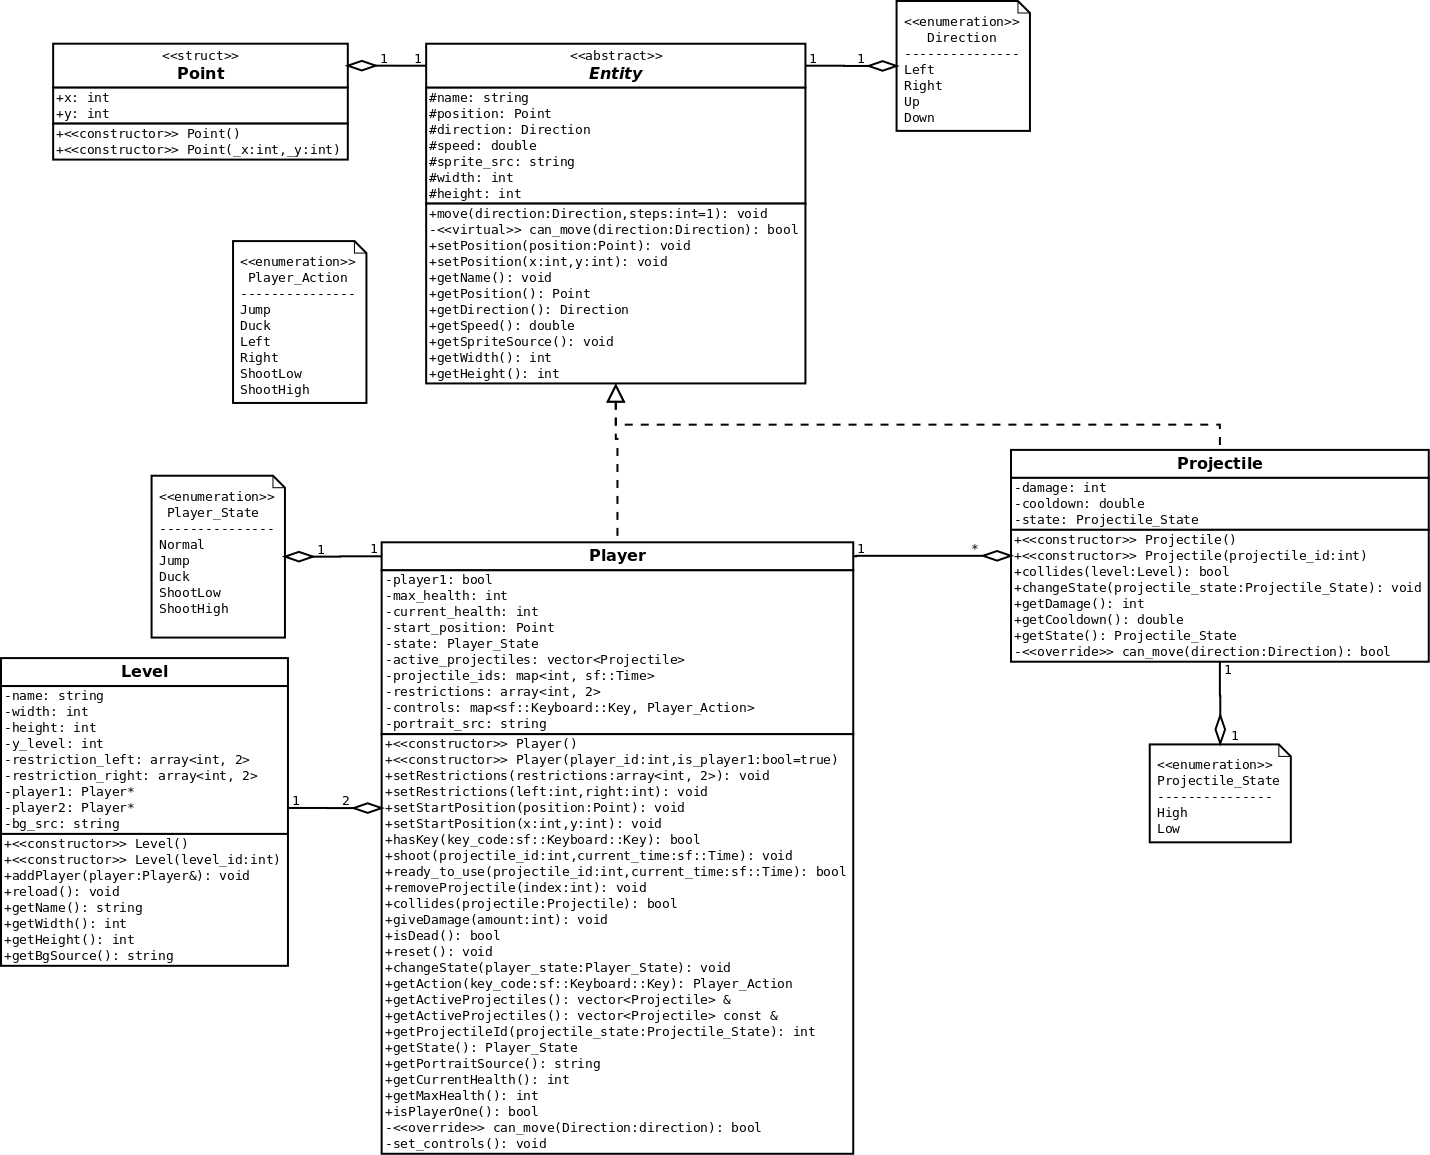 <<struct>>
Point
+x: int
+y: int
+<<constructor>> Point()
+<<constructor>> Point(_x:int,_y:int)
1
1
<<abstract>>
Entity
#name: string
#position: Point
#direction: Direction
#speed: double
#sprite_src: string
#width: int
#height: int
+move(direction:Direction,steps:int=1): void
-<<virtual>> can_move(direction:Direction): bool
+setPosition(position:Point): void
+setPosition(x:int,y:int): void
+getName(): void
+getPosition(): Point
+getDirection(): Direction
+getSpeed(): double
+getSpriteSource(): void
+getWidth(): int
+getHeight(): int
1
1
<<enumeration>>
Direction
---------------
Left
Right
Up
Down
<<enumeration>>
Player_Action
---------------
Jump
Duck
Left
Right
ShootLow
ShootHigh
<<enumeration>>
Player_State
---------------
Normal
Jump
Duck
ShootLow
ShootHigh
1
1
Player
-player1: bool
-max_health: int
-current_health: int
-start_position: Point
-state: Player_State
-active_projectiles: vector<Projectile>
-projectile_ids: map<int, sf::Time>
-restrictions: array<int, 2>
-controls: map<sf::Keyboard::Key, Player_Action>
-portrait_src: string
+<<constructor>> Player()
+<<constructor>> Player(player_id:int,is_player1:bool=true)
+setRestrictions(restrictions:array<int, 2>): void
+setRestrictions(left:int,right:int): void
+setStartPosition(position:Point): void
+setStartPosition(x:int,y:int): void
+hasKey(key_code:sf::Keyboard::Key): bool
+shoot(projectile_id:int,current_time:sf::Time): void
+ready_to_use(projectile_id:int,current_time:sf::Time): bool
+removeProjectile(index:int): void
+collides(projectile:Projectile): bool
+giveDamage(amount:int): void
+isDead(): bool
+reset(): void
+changeState(player_state:Player_State): void
+getAction(key_code:sf::Keyboard::Key): Player_Action
+getActiveProjectiles(): vector<Projectile> &
+getActiveProjectiles(): vector<Projectile> const &
+getProjectileId(projectile_state:Projectile_State): int
+getState(): Player_State
+getPortraitSource(): string
+getCurrentHealth(): int
+getMaxHealth(): int
+isPlayerOne(): bool
-<<override>> can_move(Direction:direction): bool
-set_controls(): void
1
*
Projectile
-damage: int
-cooldown: double
-state: Projectile_State
+<<constructor>> Projectile()
+<<constructor>> Projectile(projectile_id:int)
+collides(level:Level): bool
+changeState(projectile_state:Projectile_State): void
+getDamage(): int
+getCooldown(): double
+getState(): Projectile_State
-<<override>> can_move(direction:Direction): bool
1
1
<<enumeration>>
Projectile_State
---------------
High
Low
Level
-name: string
-width: int
-height: int
-y_level: int
-restriction_left: array<int, 2>
-restriction_right: array<int, 2>
-player1: Player*
-player2: Player*
-bg_src: string
+<<constructor>> Level()
+<<constructor>> Level(level_id:int)
+addPlayer(player:Player&): void
+reload(): void
+getName(): string
+getWidth(): int
+getHeight(): int
+getBgSource(): string
1
2